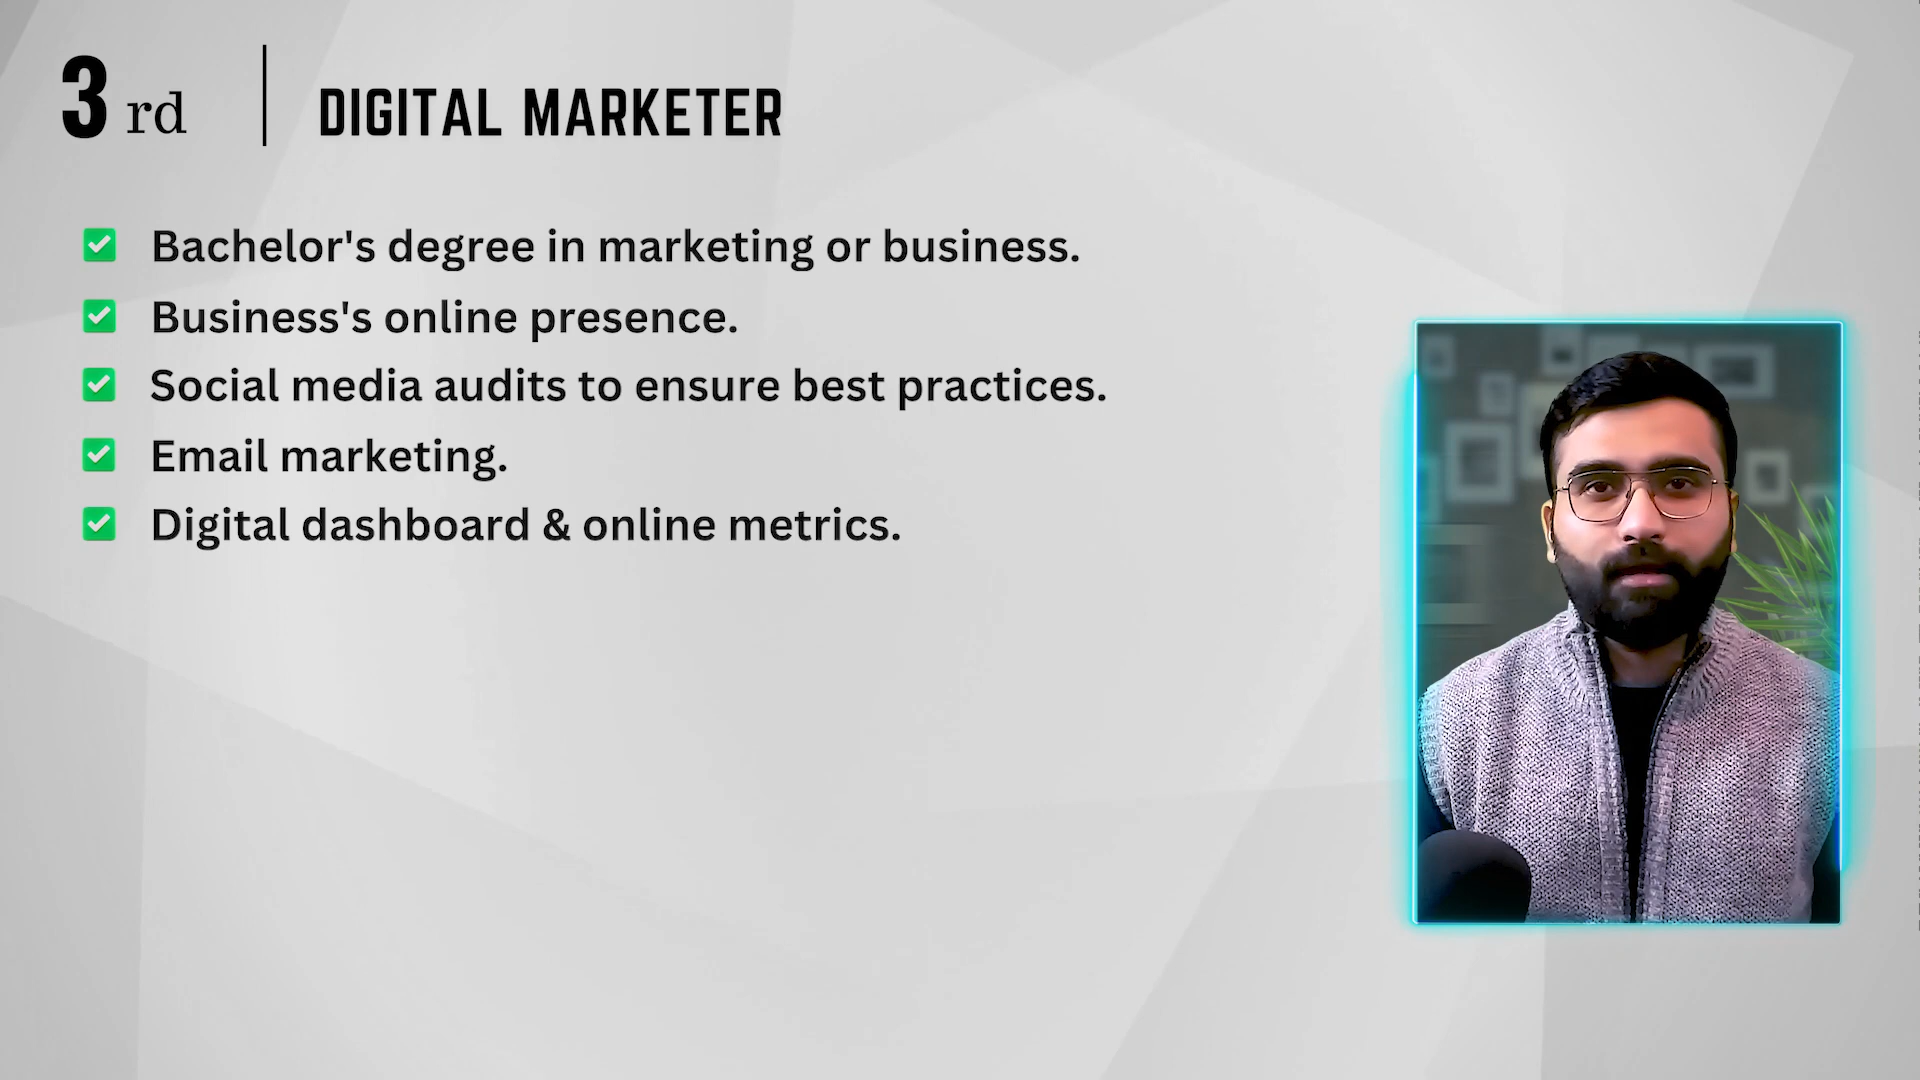 3 rd | DIGITAL MARKETER
Bachelor's degree in marketing or business.
Business's online presence.
Social media audits to ensure best practices.
Email marketing.
Digital dashboard & online metrics.